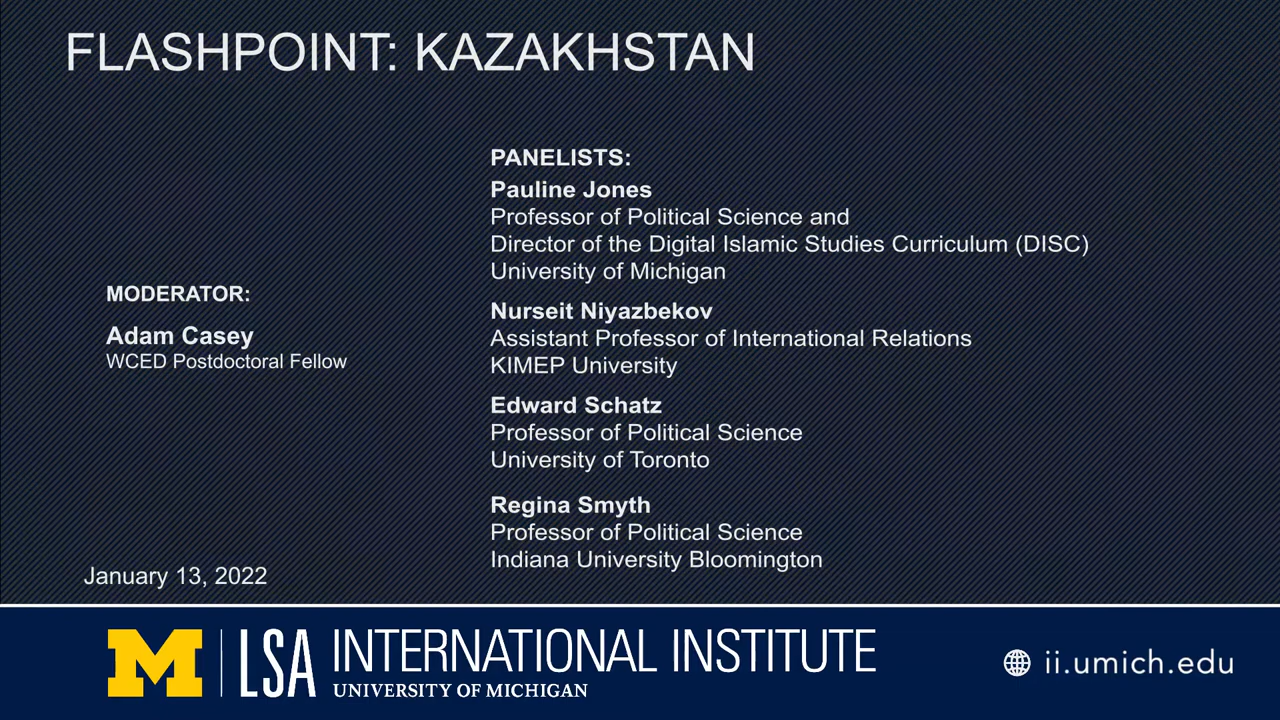 FLASHPOINT: KAZAKHSTAN
MODERATOR:
Adam Casey
WCED Postdoctoral Fellow
PANELISTS:
Pauline Jones
Professor of Political Science and
Director of the Digital Islamic Studies Curriculum (DISC)
University of Michigan
Nurseit Niyazbekov
Assistant Professor of International Relations
KIMEP University
Edward Schatz
Professor of Political Science
University of Toronto
Regina Smyth
Professor of Political Science
Indiana University Bloomington
January 13, 2022
M LSA INTERNATIONAL INSTITUTE
UNIVERSITY OF MICHIGAN
ii.umich.edu